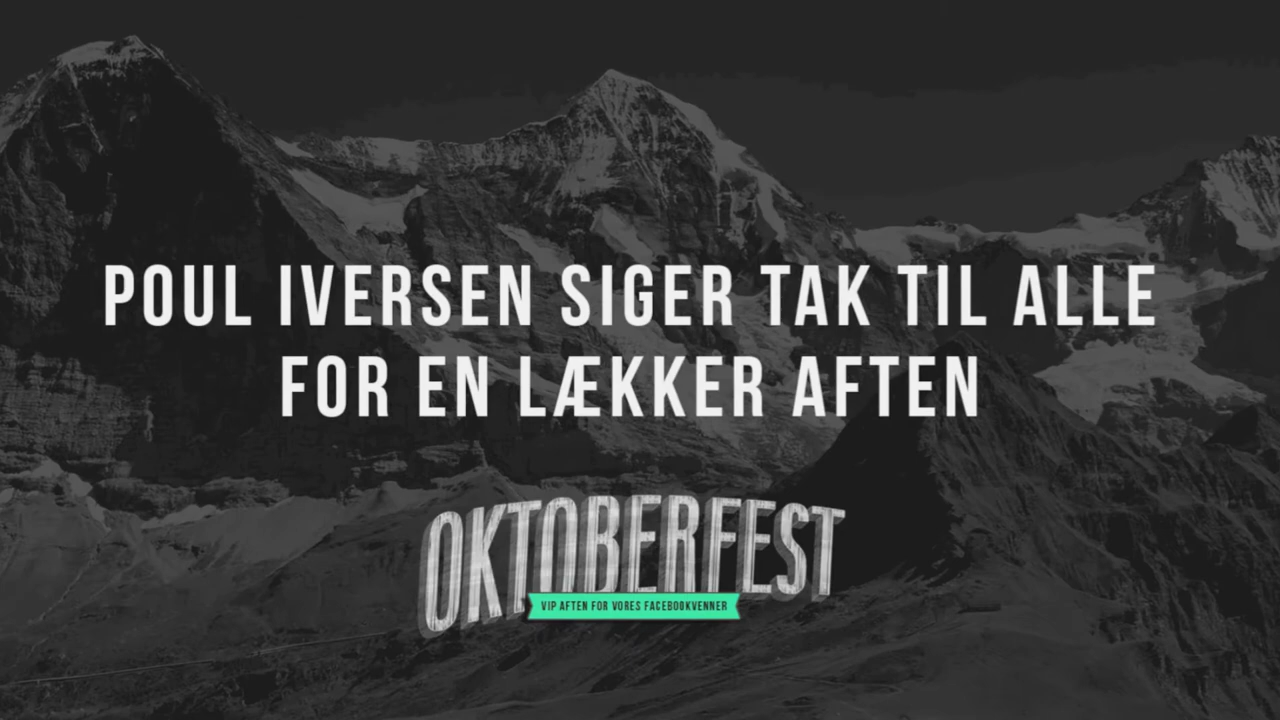 POUL IVERSEN SIGER TAK TIL ALLE
FOR EN LÆKKER AFTEN
OKTOBERFEST
VIP AFTEN FOR VORES FACEBOOKVENNER